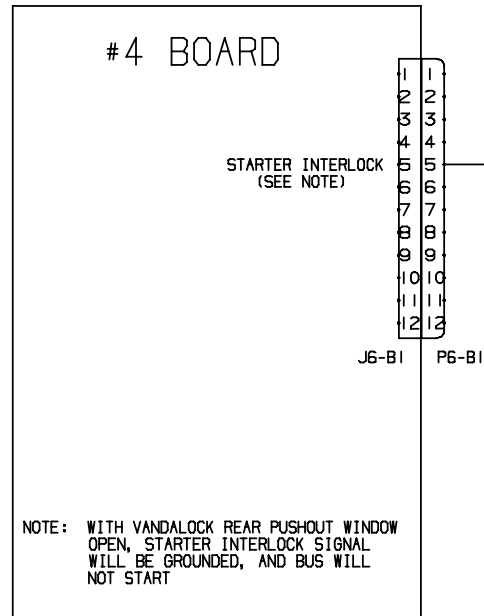 #4 BOARD
1 1
2 2
3 3
4 4
STARTER INTERLOCK 5 5
(SEE NOTE) 6 6
7 7
8 8
9 9
10 10
11 11
12 12
J6-B1 P6-B1
NOTE: WITH VANDALOCK REAR PUSHOUT WINDOW
OPEN, STARTER INTERLOCK SIGNAL
WILL BE GROUNDED, AND BUS WILL
NOT START